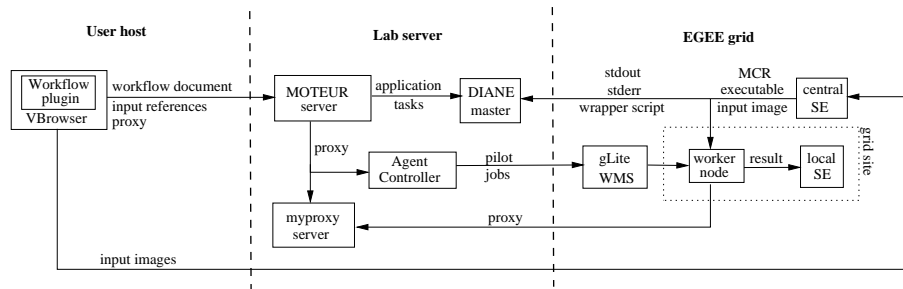 User host
Lab server
EGEE grid
Workflow
plugin
VBrowser
workflow document
input references
proxy
MOTEUR
server
application
tasks
DIANE
master
stdout
stderr
wrapper script
MCR
executable
input image
central
SE
grid site
proxy
Agent
Controller
pilot
jobs
gLite
WMS
worker
node
result
local
SE
myproxy
server
proxy
input images